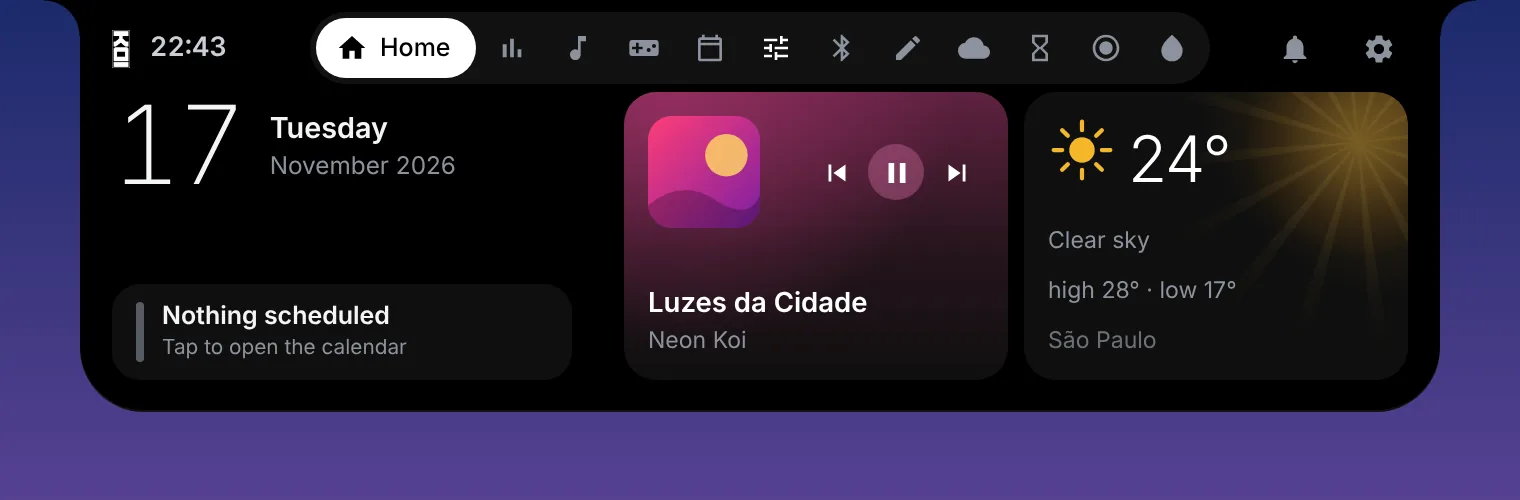 KOI
22:43
Home
17
Tuesday
November 2026
Nothing scheduled
Tap to open the calendar
Luzes da Cidade
Neon Koi
24°
Clear sky
high 28° · low 17°
São Paulo